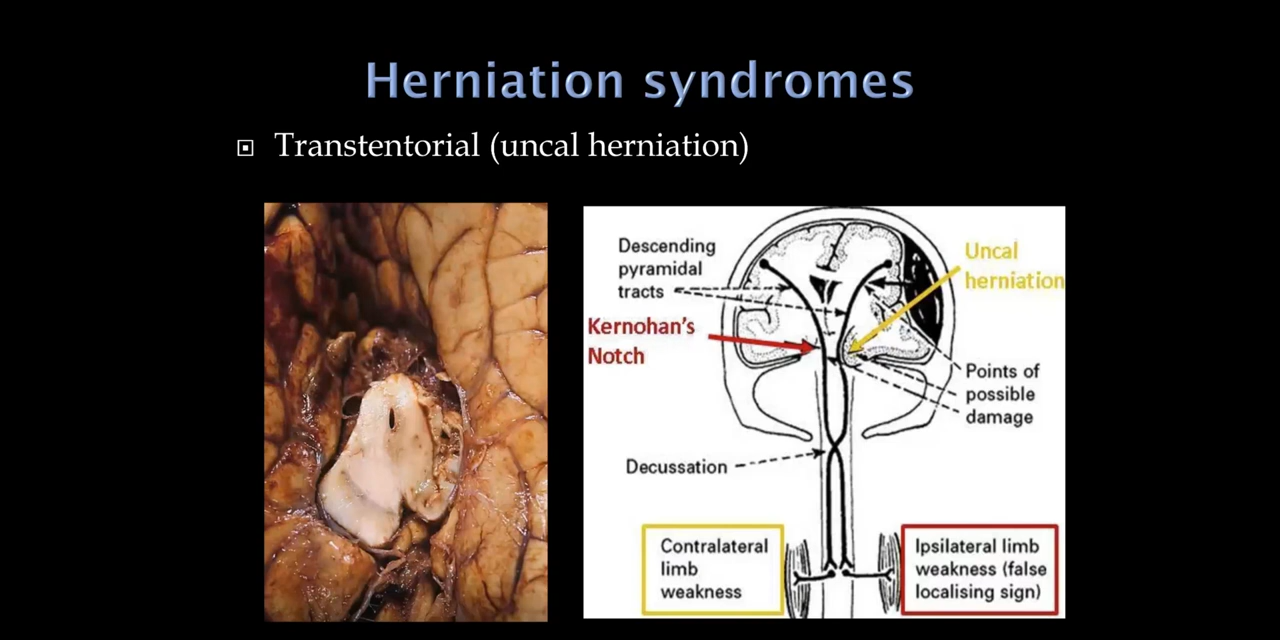 Herniation syndromes
Transtentorial (uncal herniation)
Descending
pyramidal
tracts
Uncal
herniation
Kernohan's
Notch
Points of
possible
damage
Decussation
Contralateral
limb
weakness
Ipsilateral limb
weakness (false
localising sign)